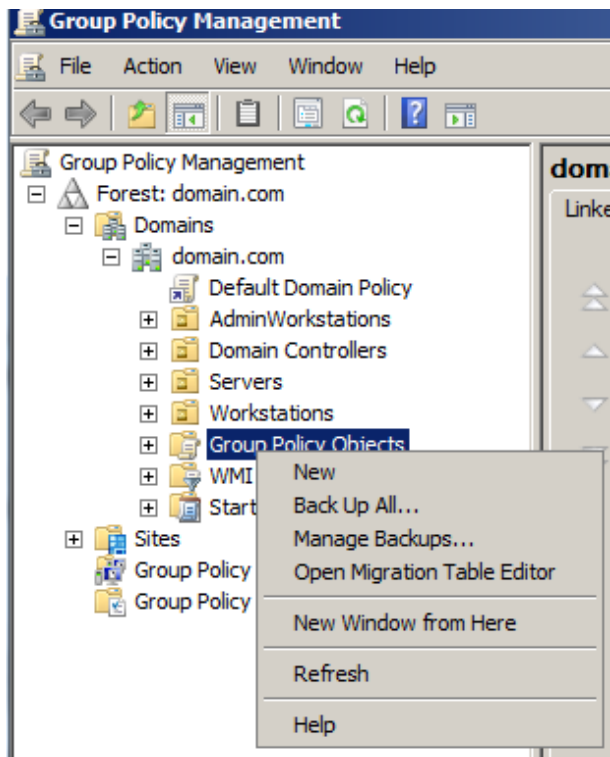 Group Policy Management
File Action View Window Help
Group Policy Management
Forest: domain.com
Domains
domain.com
Default Domain Policy
AdminWorkstations
Domain Controllers
Servers
Workstations
Group Policy Objects
WMI
Start
Sites
Group Policy
Group Policy
New
Back Up All...
Manage Backups...
Open Migration Table Editor
New Window from Here
Refresh
Help
dom
Linke